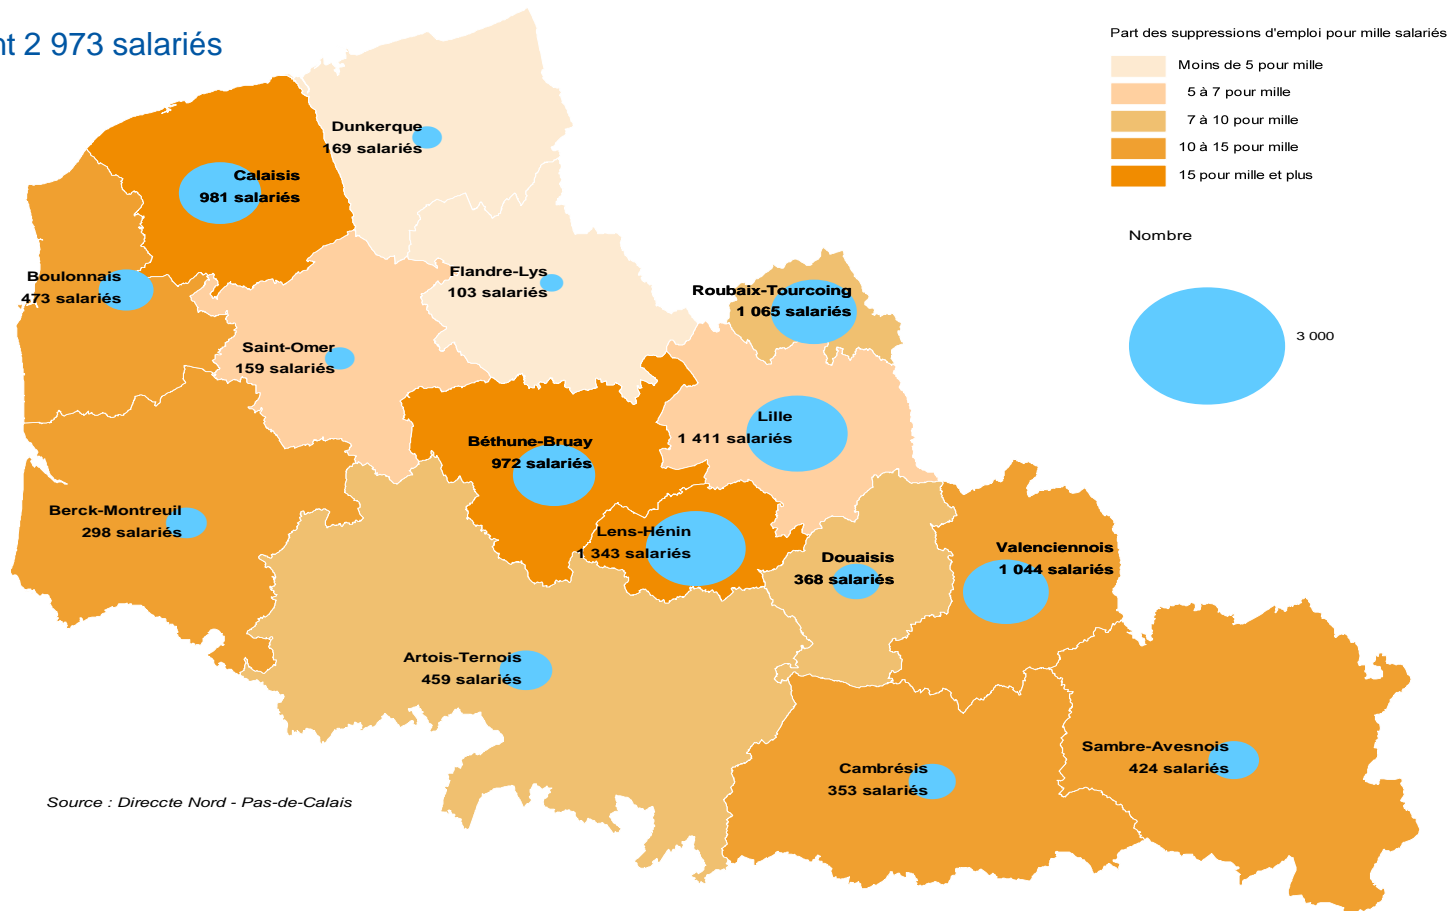 nt 2 973 salariés
Part des suppressions d'emploi pour mille salariés
Moins de 5 pour mille
5 à 7 pour mille
7 à 10 pour mille
10 à 15 pour mille
15 pour mille et plus
Nombre
3 000
Dunkerque
169 salariés
Calaisis
981 salariés
Boulonnais
473 salariés
Flandre-Lys
103 salariés
Roubaix-Tourcoing
1 065 salariés
Saint-Omer
159 salariés
Lille
1 411 salariés
Béthune-Bruay
972 salariés
Berck-Montreuil
298 salariés
Lens-Hénin
1 343 salariés
Douaisis
368 salariés
Valenciennois
1 044 salariés
Artois-Ternois
459 salariés
Cambrésis
353 salariés
Sambre-Avesnois
424 salariés
Source : Direccte Nord - Pas-de-Calais